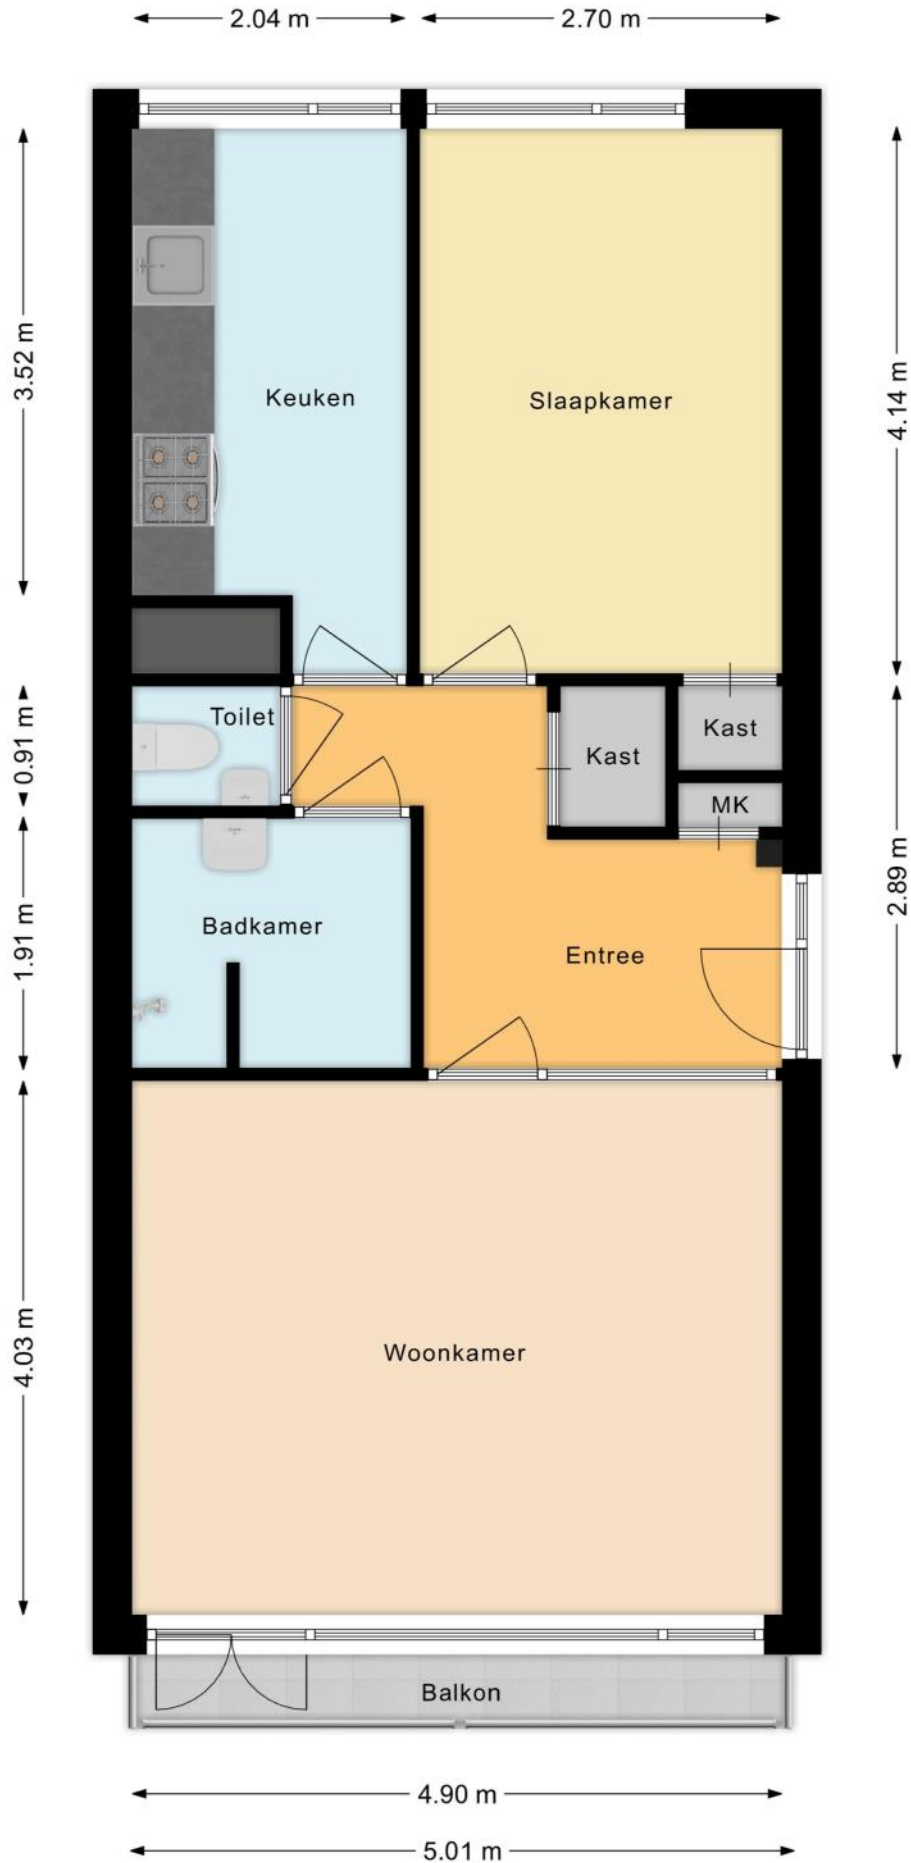 2.04 m
2.70 m
3.52 m
4.14 m
Keuken
Slaapkamer
Toilet
0.91 m
Kast
Kast
MK
2.89 m
Badkamer
1.91 m
Entree
4.03 m
Woonkamer
Balkon
4.90 m
5.01 m